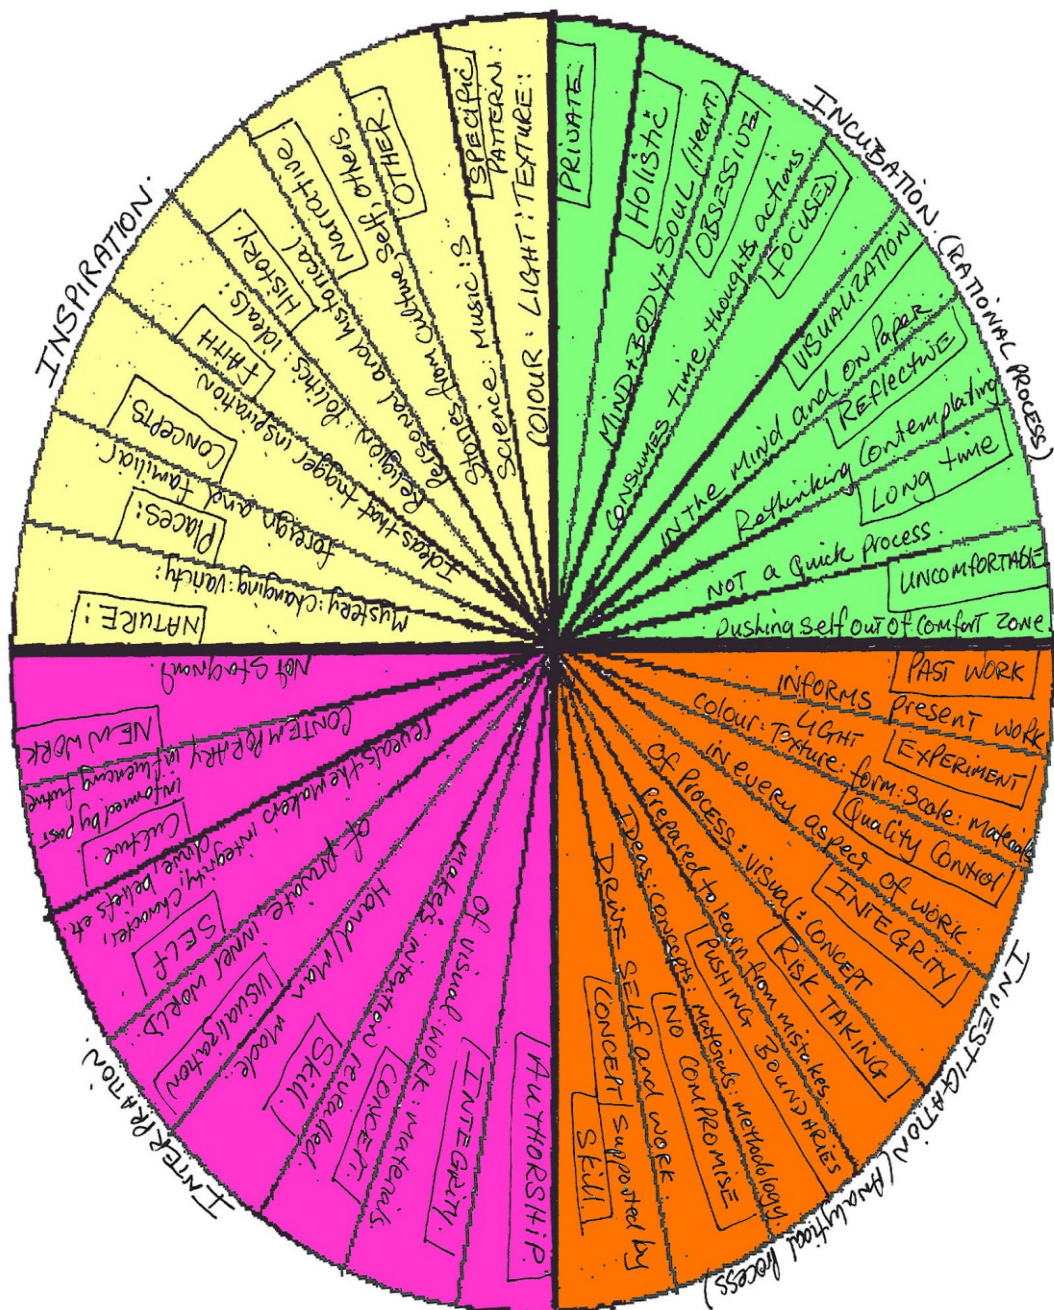 INSPIRATION.
SPECIFIC
PATERN:
COLOUR: LIGHT: TEXTURE:
OTHER
Science: Music: S
Narrative.
Stories from culture, self, others.
History.
Personal and historical.
FAITH
Religion: Politics: ideals:
CONCEPTS
Ideas that trigger inspiration
Places:
foreign and familiar
NATURE:
Mystery: changing: varity:
INCUBATION. (RATIONAL PROCESS)
PRIVATE
Holistic
MIND + BODY + SOUL (Heart.)
OBSESSIVE
Consumes time, thoughts, actions
FOCUSED
VISUALIZATION
IN the MIND and on Paper
REFLECTIVE
Rethinking Contemplating
Long time
NOT a Quick Process.
UNCOMFORTABLE
Pushing self out of Comfort Zone
INVESTIGATION (Analytical Process)
PAST WORK
INFORMS present WORK
EXPERIMENT
LIGHT
colour: Texture: form: Scale: materials
Quality Control
in every aspect of WORK
INTEGRITY
OF PROCESS: VISUAL: CONCEPT
RISK TAKING
prepared to learn from mistakes.
PUSHING BOUNDARIES
IDEAS: concepts: Materials: Methodology.
NO COMPROMISE
DRIVE SELF and WORK.
CONCEPT/Supported by
SKILL
INTERPRATION.
AUTHORSHIP
INTEGRITY.
Of visual WORK: Materials
CONCEPT.
maker's intention revealed.
Skill.
Hand/Man made.
VISUALIZATION
of private inner WORLD
SELF
reveals the makers integrity, character,
drive, beliefs etc.
Culture.
CONTEMPORARY
informed by past
influencing future
NEW WORK
Not Stagnant.